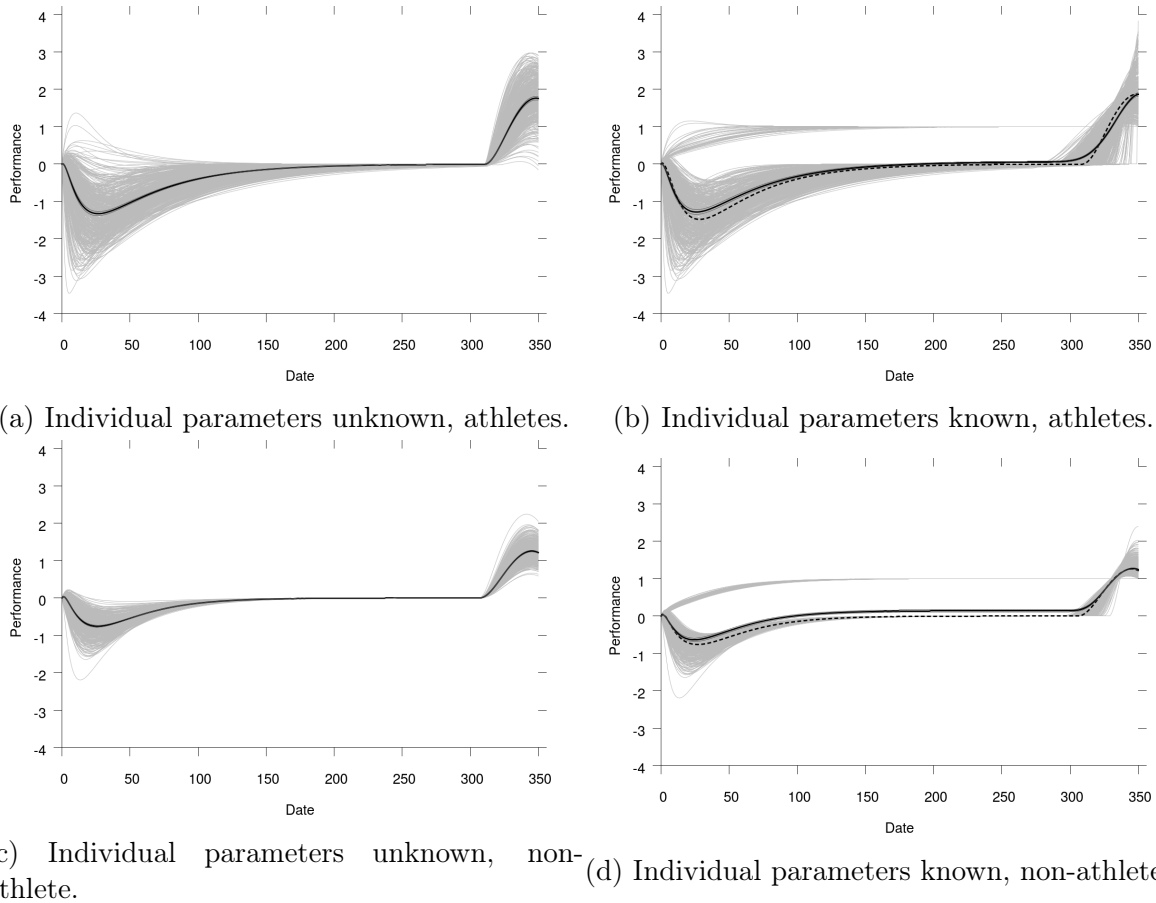 4
3
2
1
0
-1
-2
-3
-4
Performance
0 50 100 150 200 250 300 350
Date
(a) Individual parameters unknown, athletes.
4
3
2
1
0
-1
-2
-3
-4
Performance
0 50 100 150 200 250 300 350
Date
(b) Individual parameters known, athletes.
4
3
2
1
0
-1
-2
-3
-4
Performance
0 50 100 150 200 250 300 350
Date
c) Individual parameters unknown, non-
thlete.
4
3
2
1
0
-1
-2
-3
-4
Performance
0 50 100 150 200 250 300 350
Date
(d) Individual parameters known, non-athlete